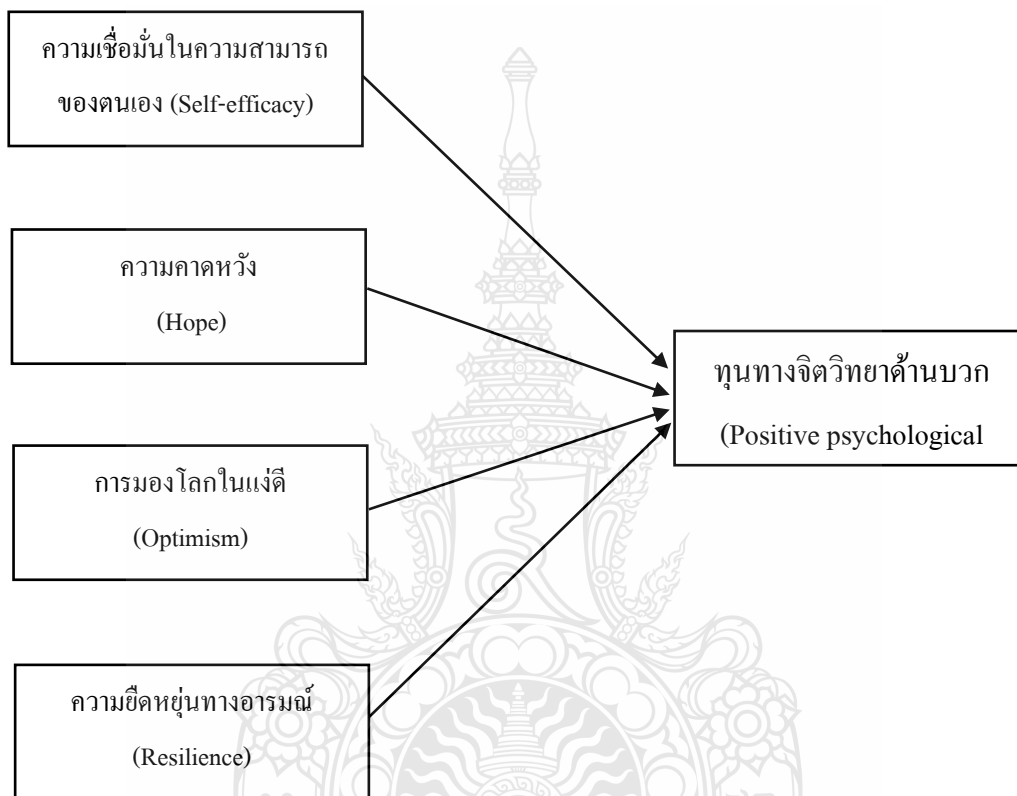 ความเชื่อมั่นในความสามารถ
ของตนเอง (Self-efficacy)
ความคาดหวัง
(Hope)
การมองโลกในแง่ดี
(Optimism)
ความยืดหยุ่นทางอารมณ์
(Resilience)
ทุนทางจิตวิทยาด้านบวก
(Positive psychological